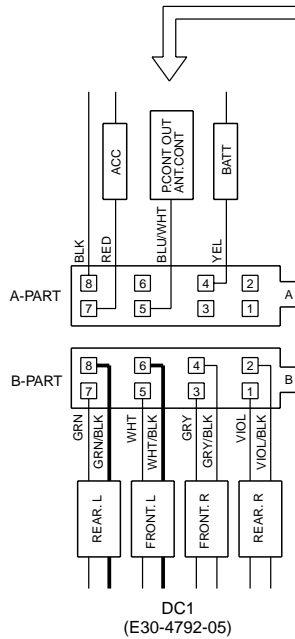 ACC
P.CONT OUT
ANT.CONT
BATT
BLK
RED
BLU/WHT
YEL
A-PART
8 6 4 2
A
7 5 3 1
B-PART
8 6 4 2
B
7 5 3 1
GRN
GRN/BLK
WHT
WHT/BLK
GRY
GRY/BLK
VIOL
VIOL/BLK
REAR. L
FRONT. L
FRONT. R
REAR. R
DC1
(E30-4792-05)